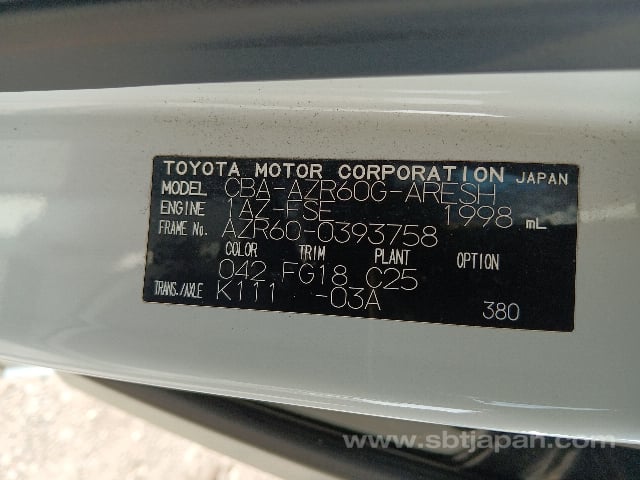 TOYOTA MOTOR CORPORATION JAPAN
MODEL CBA-AZR60G-ARESH
ENGINE 1AZ-FSE 1998 mL
FRAME No. AZR60-0393758
COLOR TRIM PLANT OPTION
042 FG18 C25
TRANS./AXLE K111 -03A
380
www.sbtjapan.com